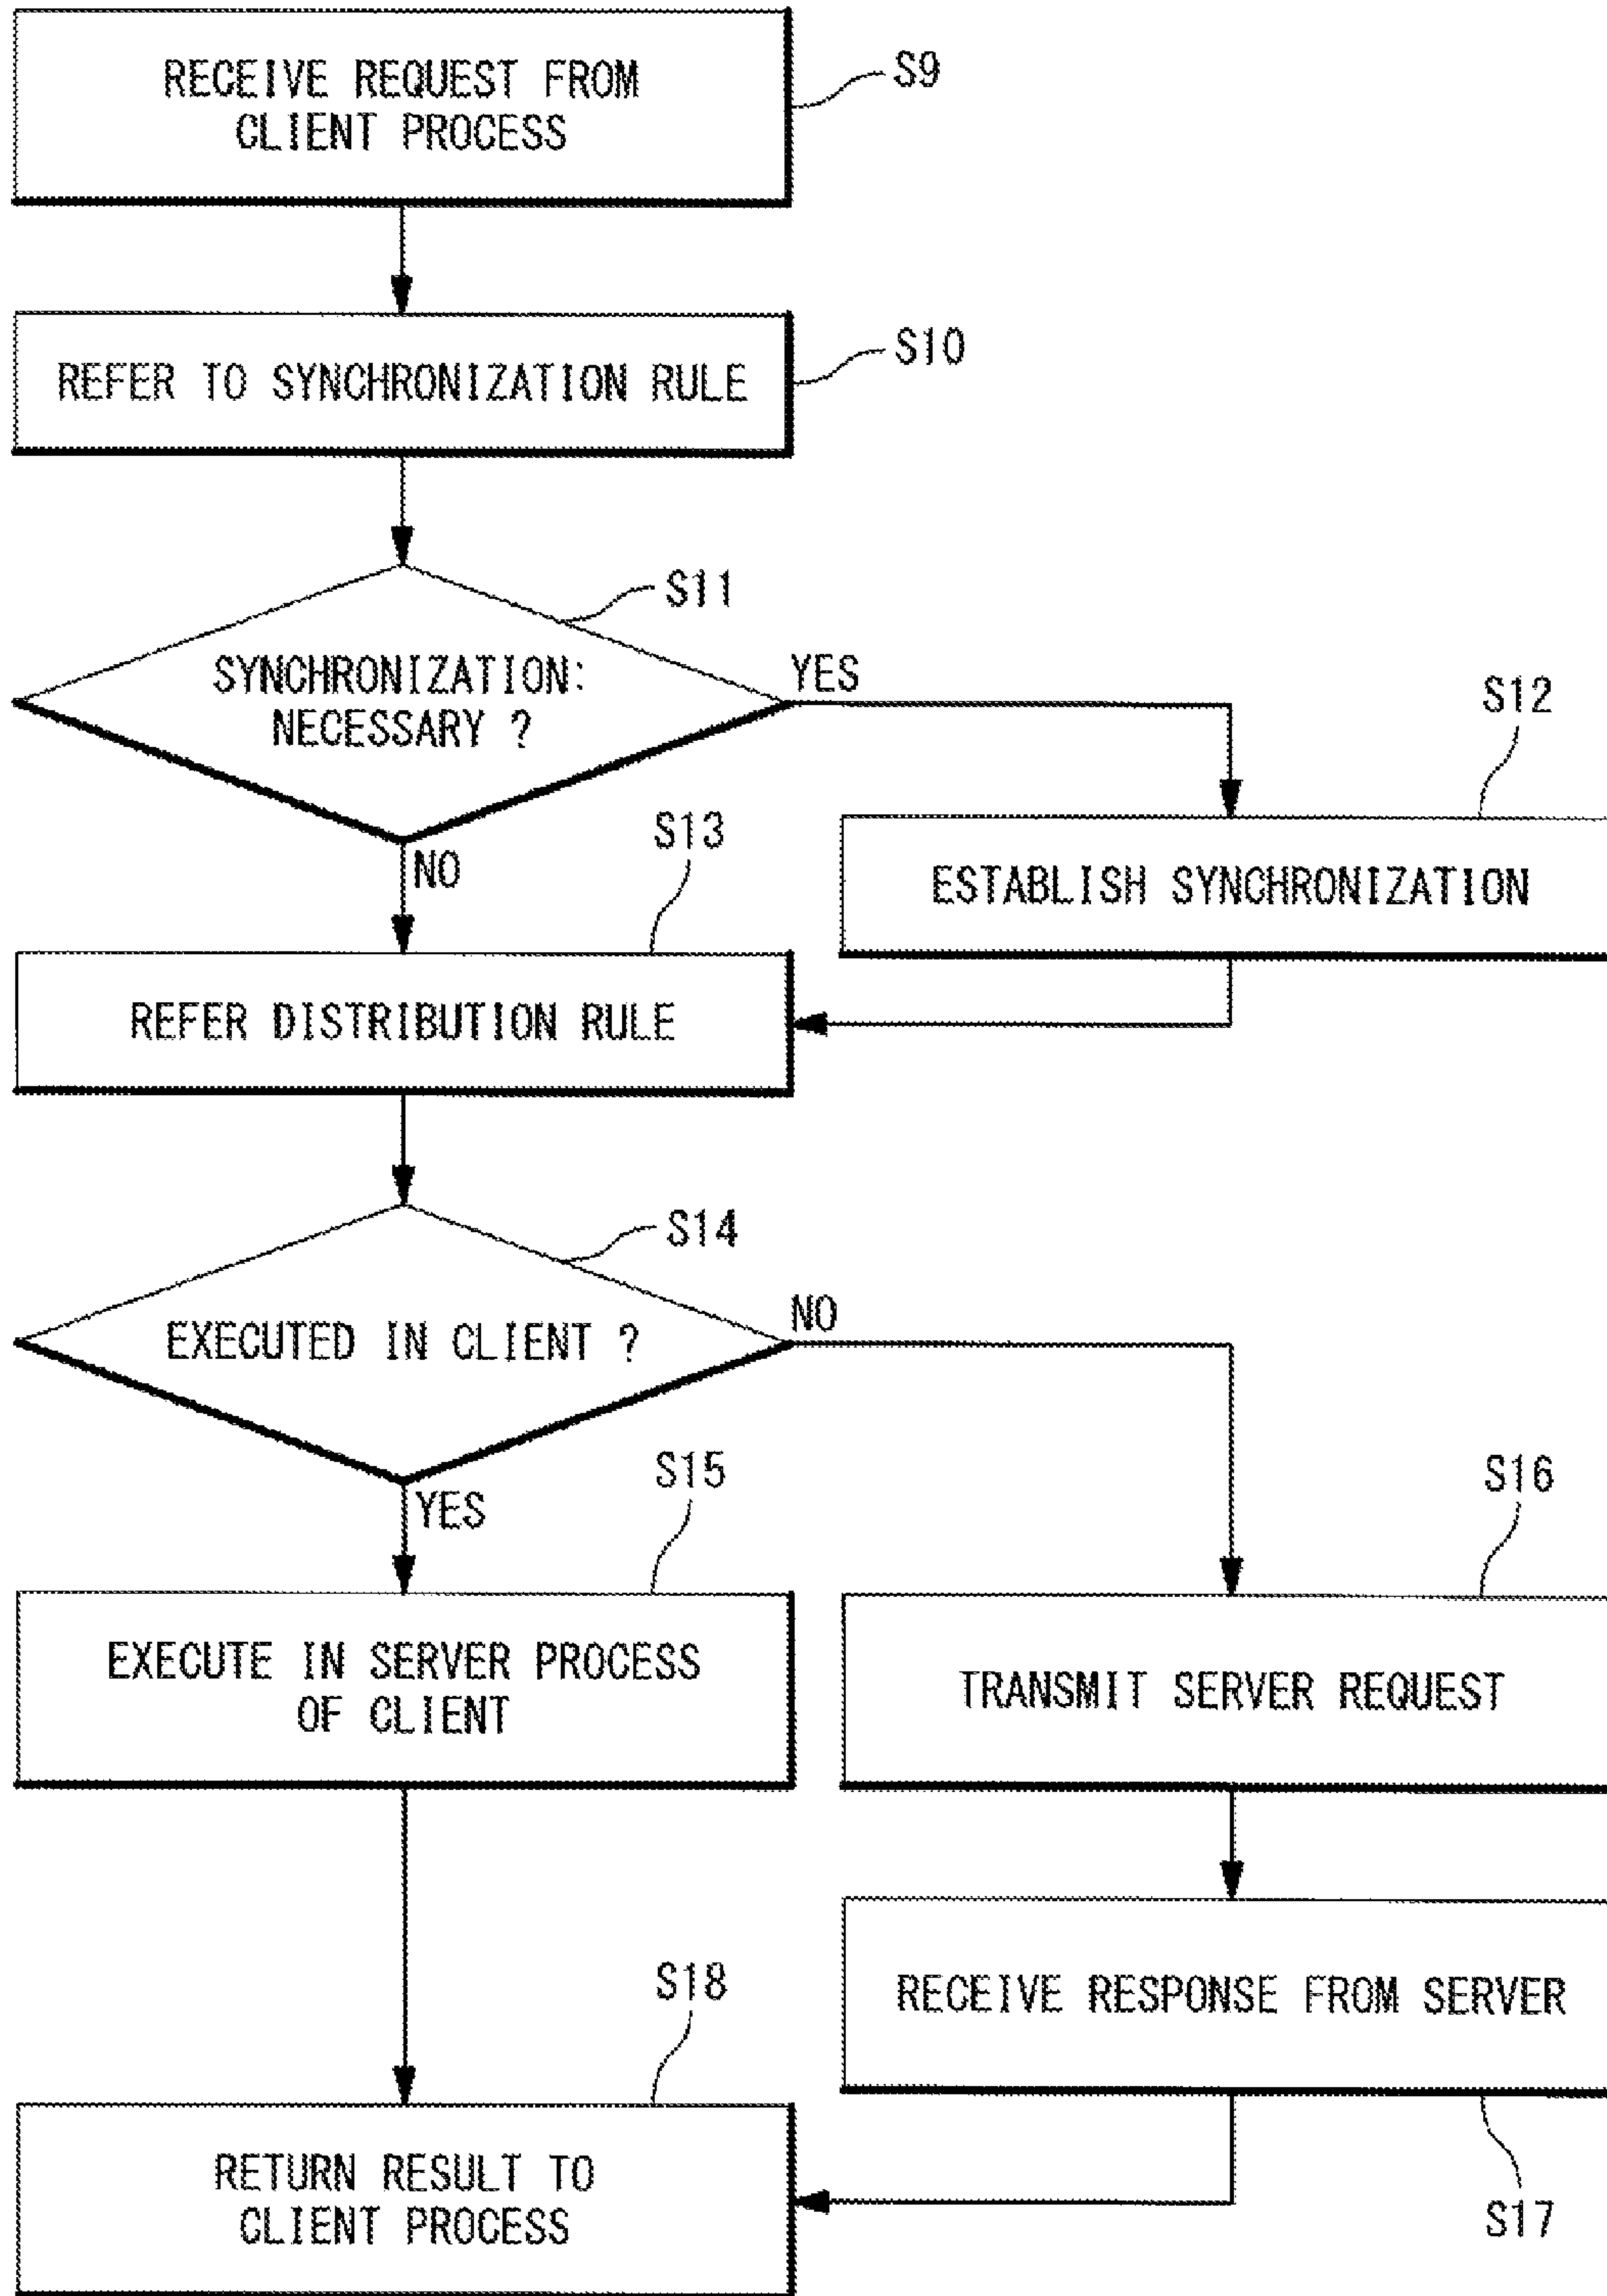 RECEIVE REQUEST FROM
CLIENT PROCESS
S9
REFER TO SYNCHRONIZATION RULE
S10
S11
SYNCHRONIZATION:
NECESSARY ?
YES
NO
S12
ESTABLISH SYNCHRONIZATION
S13
REFER DISTRIBUTION RULE
S14
EXECUTED IN CLIENT ?
NO
YES
S15
EXECUTE IN SERVER PROCESS
OF CLIENT
S16
TRANSMIT SERVER REQUEST
RECEIVE RESPONSE FROM SERVER
S17
S18
RETURN RESULT TO
CLIENT PROCESS